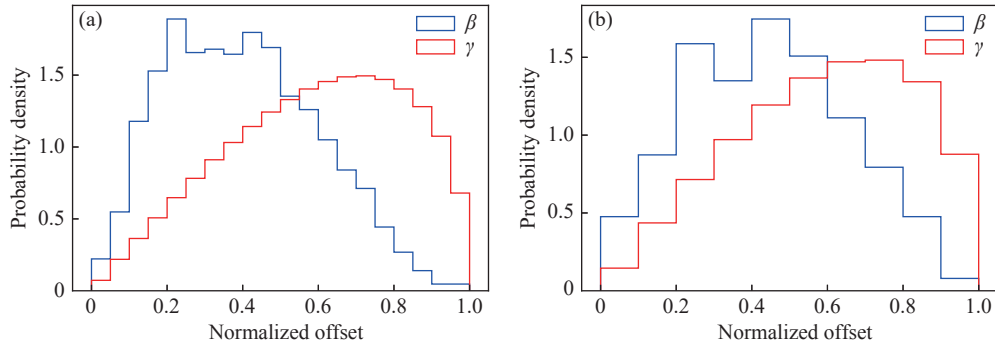 (a)
β
γ
Probability density
1.5
1.0
0.5
0
0 0.2 0.4 0.6 0.8 1.0
Normalized offset
(b)
β
γ
Probability density
1.5
1.0
0.5
0
0 0.2 0.4 0.6 0.8 1.0
Normalized offset